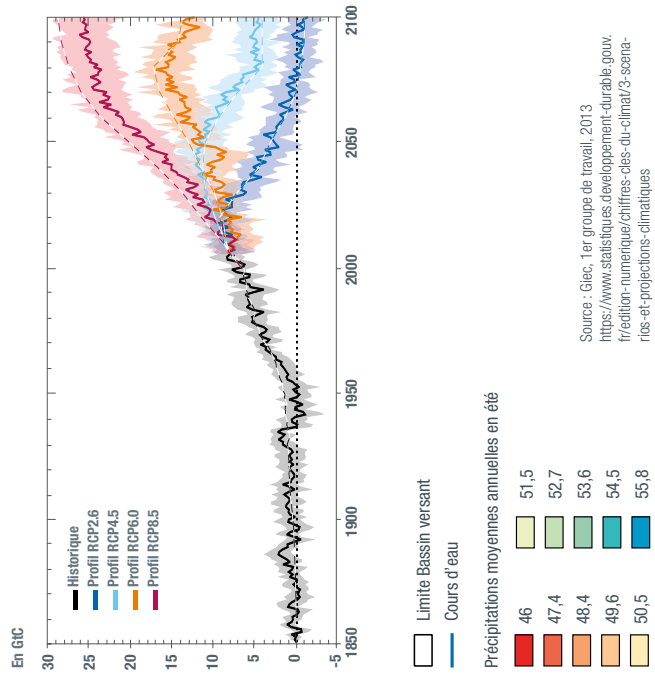 En GtC
30
25
20
15
10
5
0
-5
1850
1900
1950
2000
2050
2100
Historique
Profil RCP2.6
Profil RCP4.5
Profil RCP6.0
Profil RCP8.5
Limite Bassin versant
Cours d'eau
Précipitations moyennes annuelles en été
46
47,4
48,4
49,6
50,5
51,5
52,7
53,6
54,5
55,8
Source : Giec, 1er groupe de travail, 2013
https://www.statistiques.developpement-durable.gouv.
fr/edition-numerique/chiffres-cles-du-climat/3-scena-
rios-et-projections-climatiques